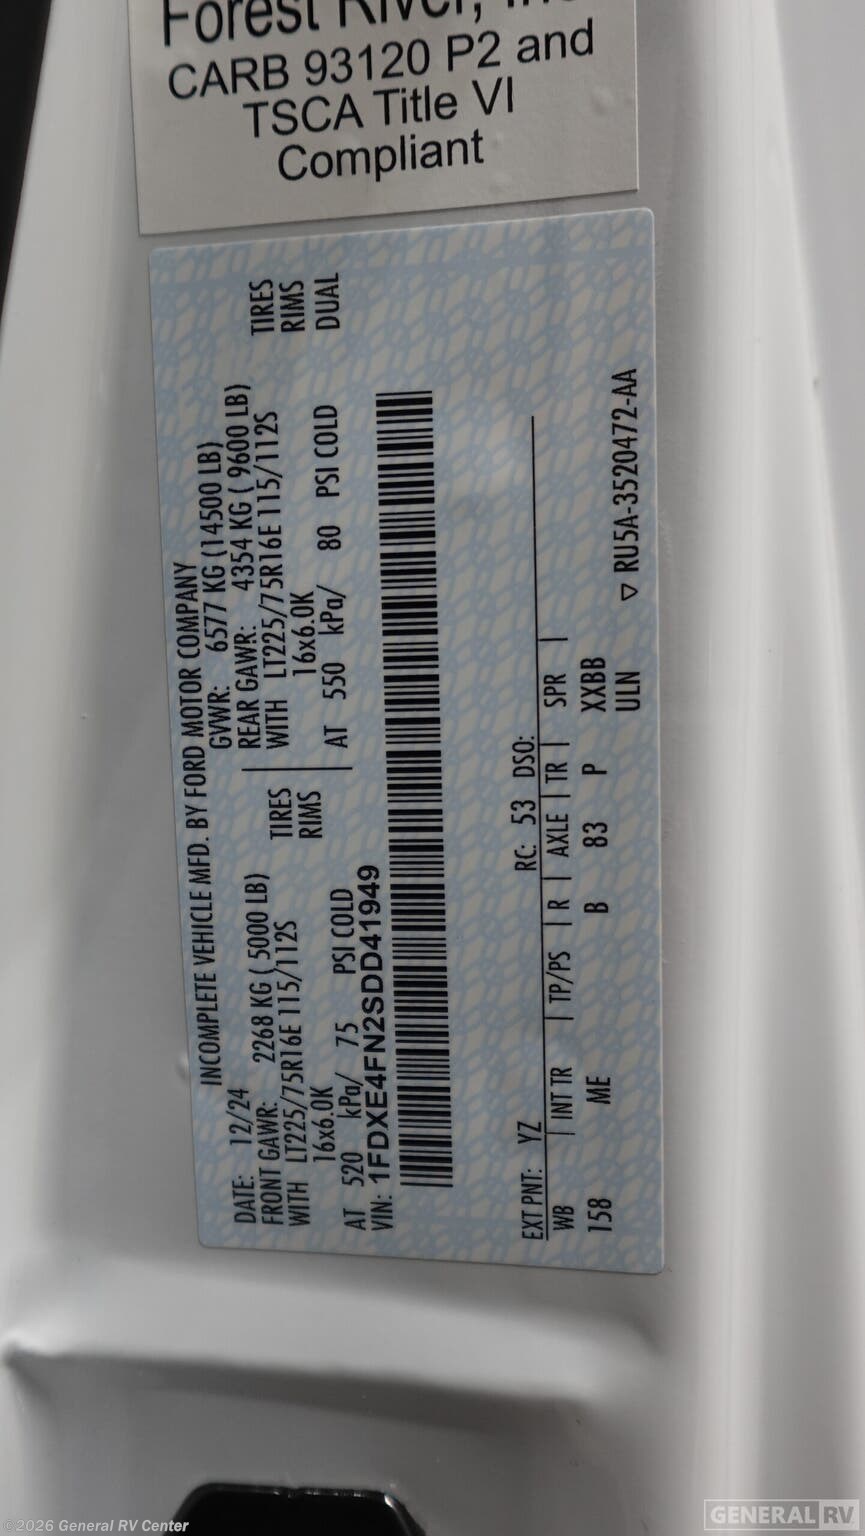 Forest River, Inc
CARB 93120 P2 and
TSCA Title VI
Compliant
INCOMPLETE VEHICLE MFD. BY FORD MOTOR COMPANY
DATE: 12/24 GVWR: 6577 KG (14500 LB)
FRONT GAWR: 2268 KG ( 5000 LB) REAR GAWR: 4354 KG ( 9600 LB)
WITH LT225/75R16E 115/112S TIRES WITH LT225/75R16E 115/112S TIRES
16x6.0K RIMS 16x6.0K RIMS
AT 520 kPa/ 75 PSI COLD AT 550 kPa/ 80 PSI COLD DUAL
VIN: 1FDXE4FN2SDD41949
EXT PNT: YZ RC: 53 DSO:
WB | INT TR | TP/PS | R | AXLE | TR | SPR |
158 ME B 83 P XXBB
ULN
▽ RU5A-3520472-AA
©2026 General RV Center
GENERAL RV